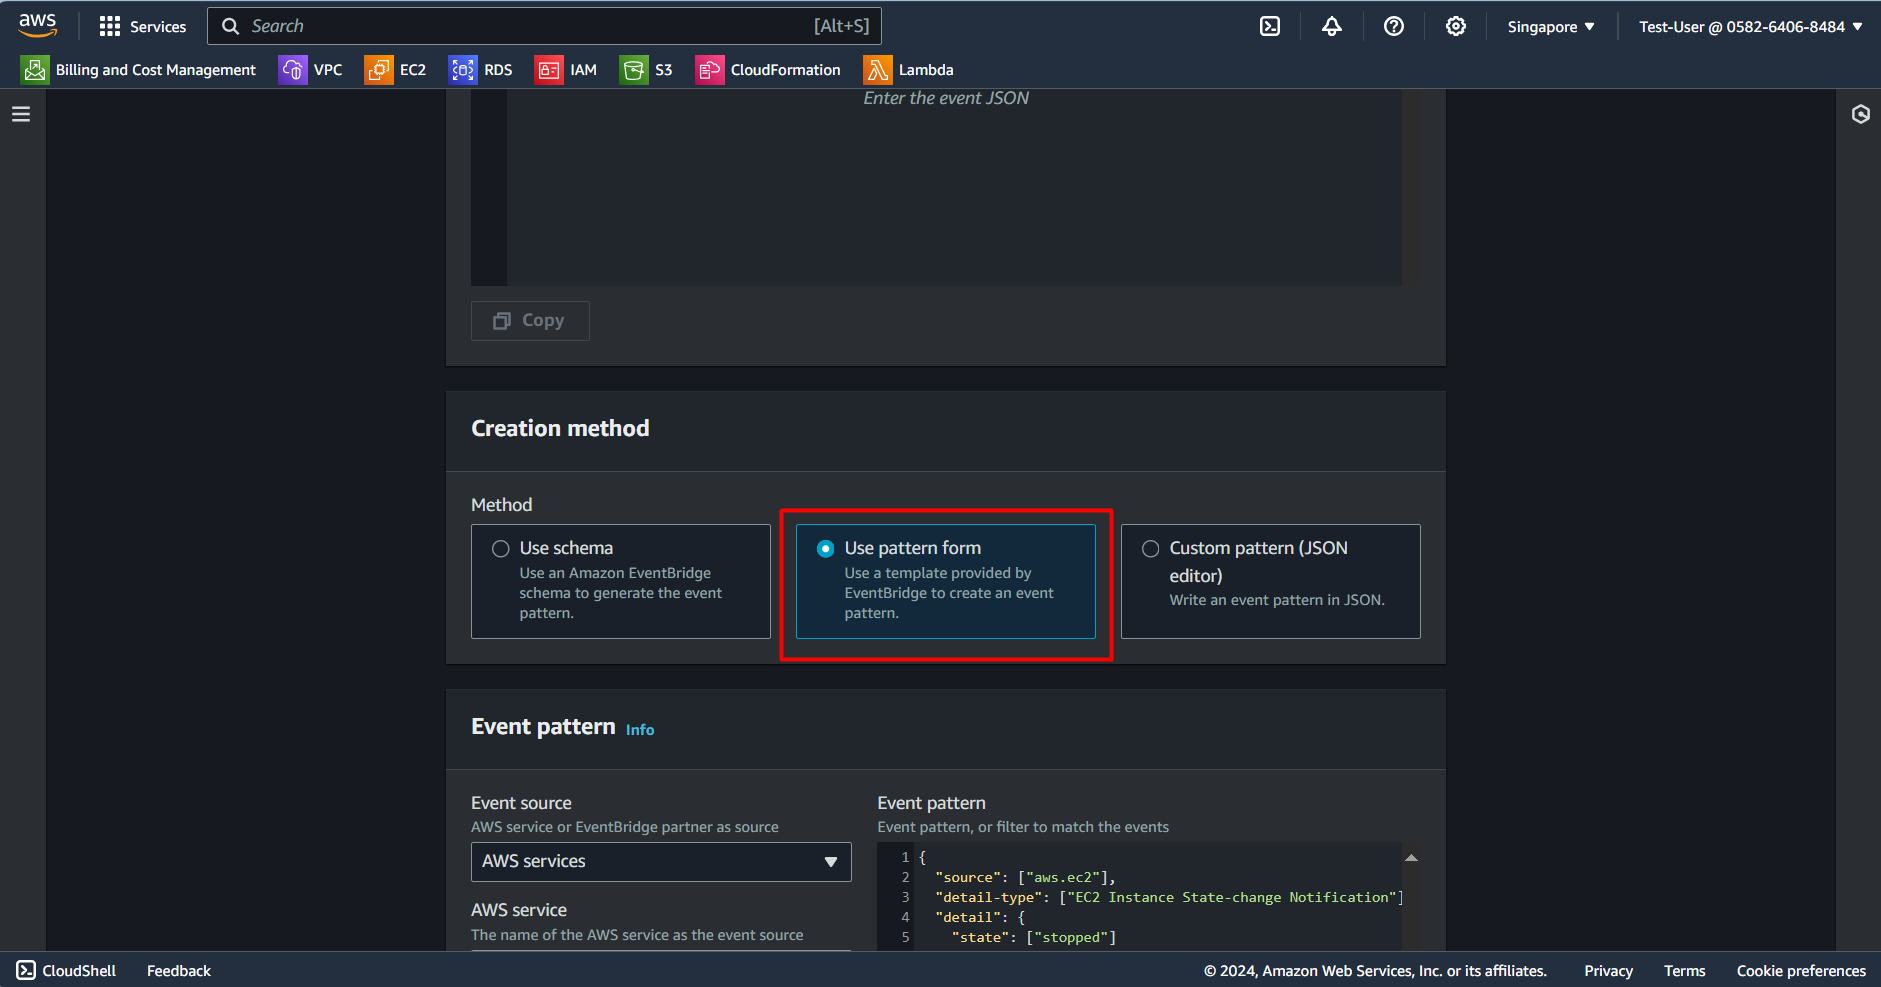 aws
Services
Search
[Alt+S]
Singapore
Test-User @ 0582-6406-8484
Billing and Cost Management
VPC
EC2
RDS
IAM
S3
CloudFormation
Lambda
Enter the event JSON
Copy
Creation method
Method
Use schema
Use an Amazon EventBridge
schema to generate the event
pattern.
Use pattern form
Use a template provided by
EventBridge to create an event
pattern.
Custom pattern (JSON
editor)
Write an event pattern in JSON.
Event pattern Info
Event source
AWS service or EventBridge partner as source
AWS services
AWS service
The name of the AWS service as the event source
Event pattern
Event pattern, or filter to match the events
1 {
2 "source": ["aws.ec2"],
3 "detail-type": ["EC2 Instance State-change Notification"]
4 "detail": {
5 "state": ["stopped"]
CloudShell
Feedback
© 2024, Amazon Web Services, Inc. or its affiliates.
Privacy
Terms
Cookie preferences